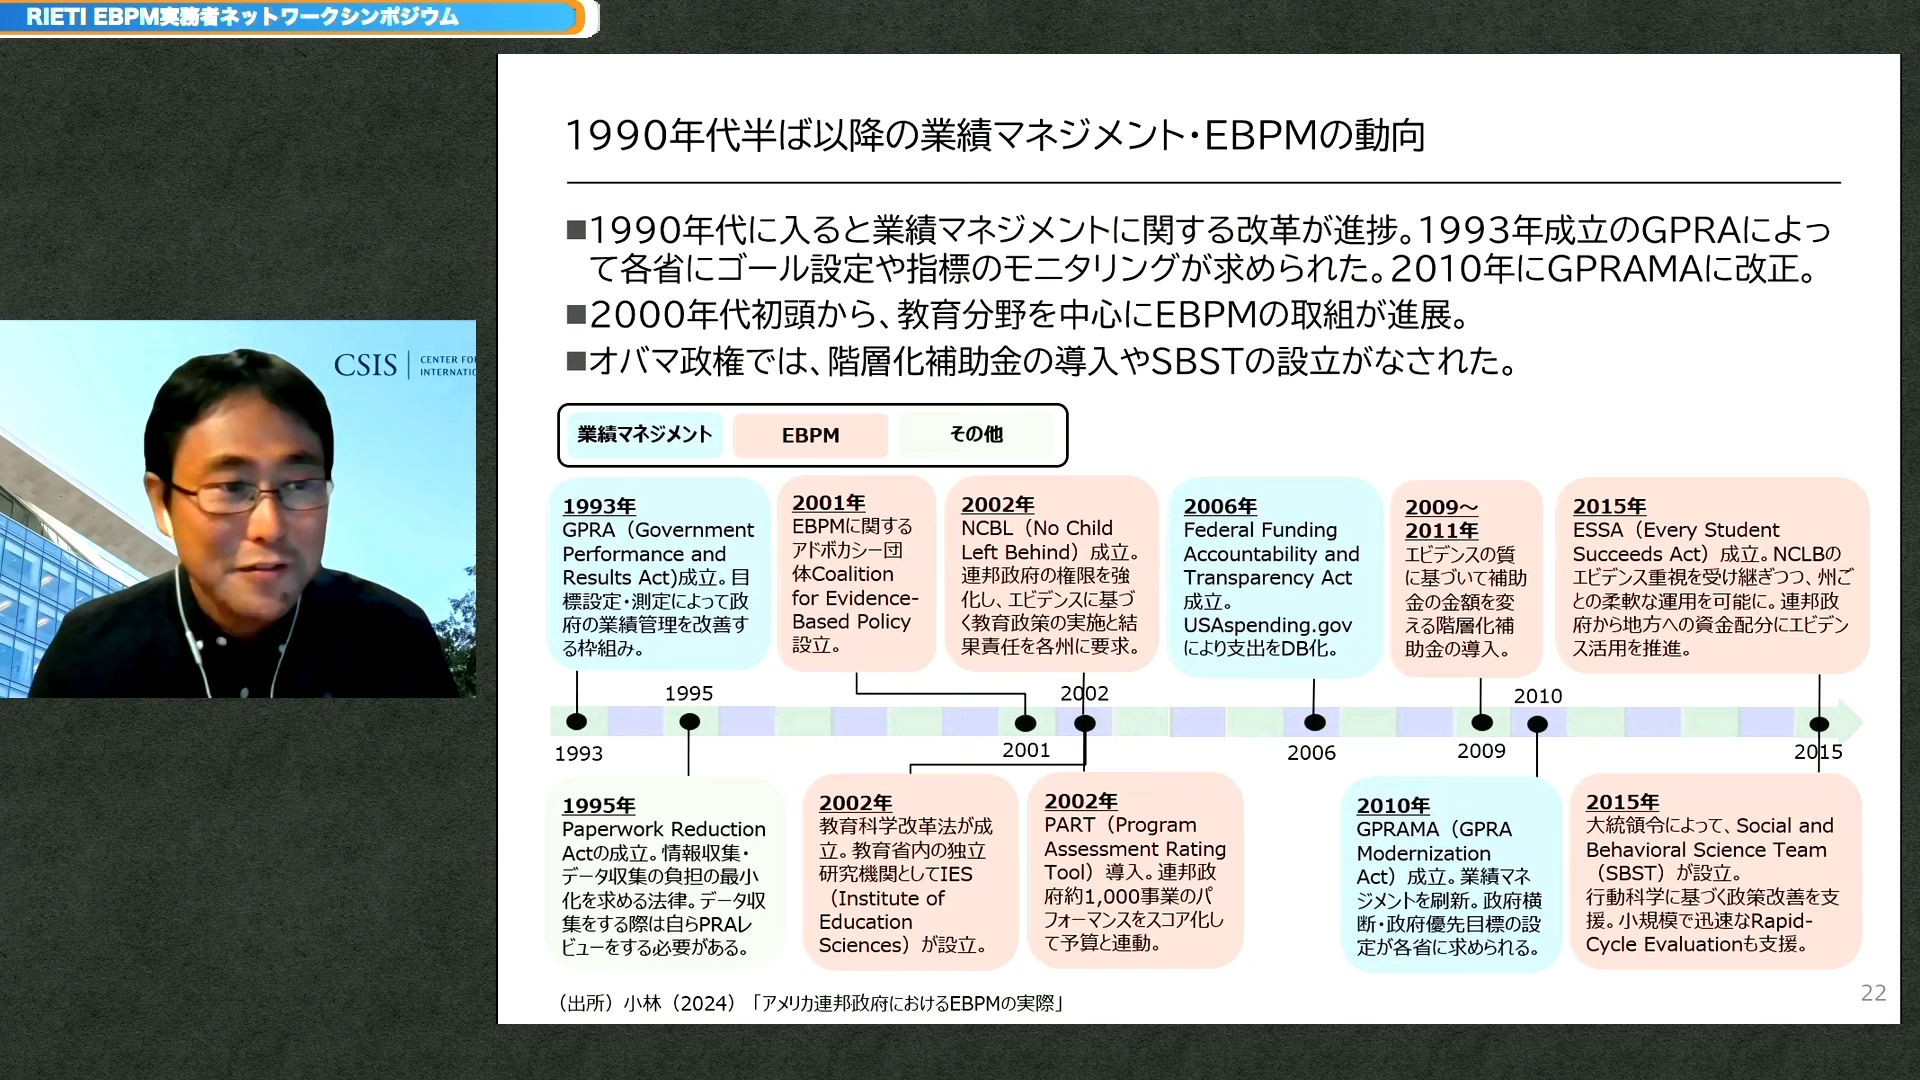 RIETI EBPM実務者ネットワークシンポジウム
CSIS
CENTER FO
INTERNATIO
1990年代半ば以降の業績マネジメント・EBPMの動向
■1990年代に入ると業績マネジメントに関する改革が進捗。1993年成立のGPRAによっ
て各省にゴール設定や指標のモニタリングが求められた。2010年にGPRAMAに改正。
■2000年代初頭から、教育分野を中心にEBPMの取組が進展。
■オバマ政権では、階層化補助金の導入やSBSTの設立がなされた。
業績マネジメント
EBPM
その他
1993年
GPRA（Government
Performance and
Results Act)成立。目
標設定・測定によって政
府の業績管理を改善す
る枠組み。
2001年
EBPMに関する
アドボカシー団
体Coalition
for Evidence-
Based Policy
設立。
2002年
NCBL（No Child
Left Behind）成立。
連邦政府の権限を強
化し、エビデンスに基づ
く教育政策の実施と結
果責任を各州に要求。
2006年
Federal Funding
Accountability and
Transparency Act
成立。
USAspending.gov
により支出をDB化。
2009～
2011年
エビデンスの質
に基づいて補助
金の金額を変
える階層化補
助金の導入。
2015年
ESSA（Every Student
Succeeds Act）成立。NCLBの
エビデンス重視を受け継ぎつつ、州ご
との柔軟な運用を可能に。連邦政
府から地方への資金配分にエビデン
ス活用を推進。
1995
2002
2010
1993
2001
2006
2009
2015
1995年
Paperwork Reduction
Actの成立。情報収集・
データ収集の負担の最小
化を求める法律。データ収
集をする際は自らPRAレ
ビューをする必要がある。
2002年
教育科学改革法が成
立。教育省内の独立
研究機関としてIES
（Institute of
Education
Sciences）が設立。
2002年
PART（Program
Assessment Rating
Tool）導入。連邦政
府約1,000事業のパ
フォーマンスをスコア化し
て予算と連動。
2010年
GPRAMA（GPRA
Modernization
Act）成立。業績マネ
ジメントを刷新。政府横
断・政府優先目標の設
定が各省に求められる。
2015年
大統領令によって、Social and
Behavioral Science Team
（SBST）が設立。
行動科学に基づく政策改善を支
援。小規模で迅速なRapid-
Cycle Evaluationも支援。
（出所）小林（2024）「アメリカ連邦政府におけるEBPMの実際」
22